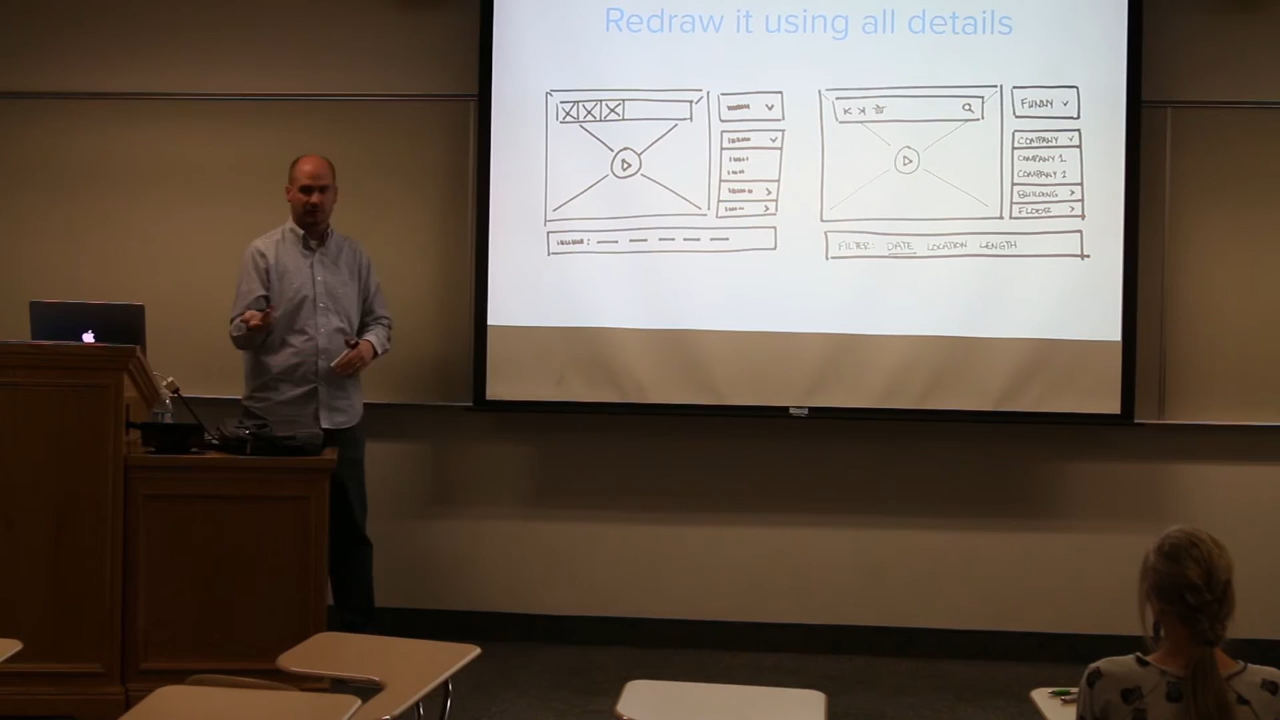 Redraw it using all details
FUNNY
COMPANY
COMPANY 1
COMPANY 1
BUILDING
FLOOR
FILTER: DATE LOCATION LENGTH